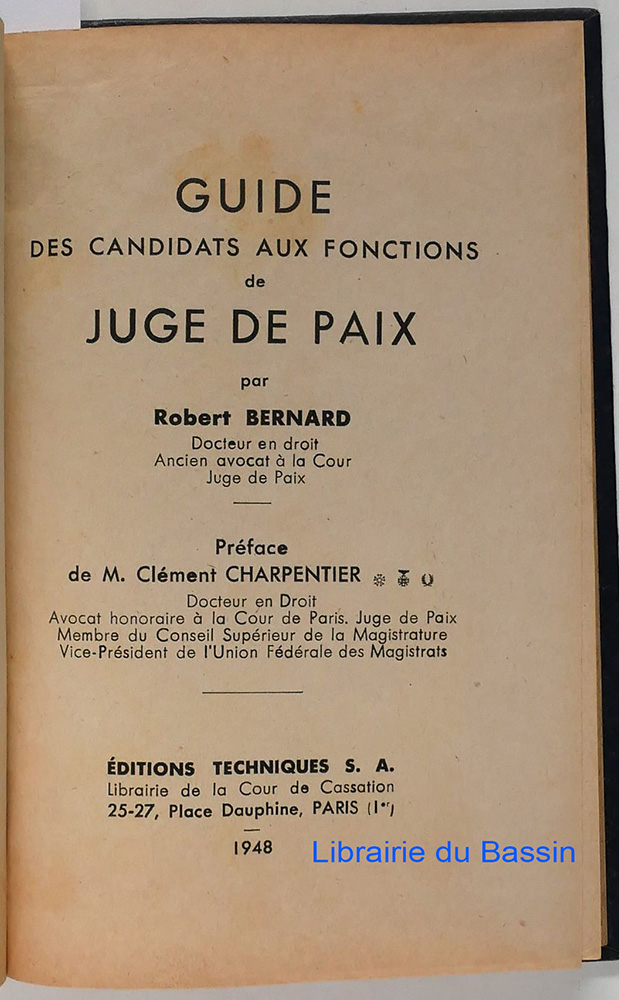 GUIDE
DES CANDIDATS AUX FONCTIONS
de
JUGE DE PAIX
par
Robert BERNARD
Docteur en droit
Ancien avocat à la Cour
Juge de Paix
Préface
de M. Clément CHARPENTIER
Docteur en Droit
Avocat honoraire à la Cour de Paris. Juge de Paix
Membre du Conseil Supérieur de la Magistrature
Vice-Président de l'Union Fédérale des Magistrats
ÉDITIONS TECHNIQUES S. A.
Librairie de la Cour de Cassation
25-27, Place Dauphine, PARIS (Iᵉʳ)
1948
Librairie du Bassin